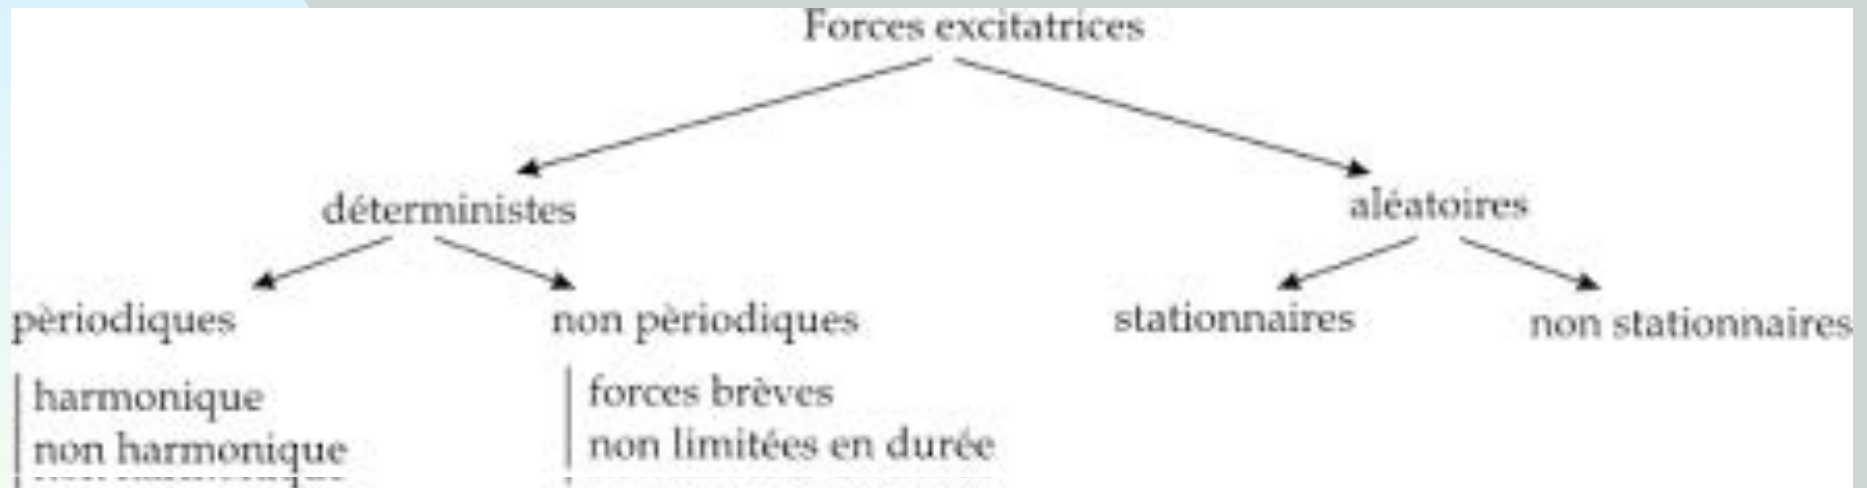 Forces excitatrices
déterministes
aléatoires
pèriodiques
non pèriodiques
stationnaires
non stationnaires
harmonique
non harmonique
forces brèves
non limitées en durée